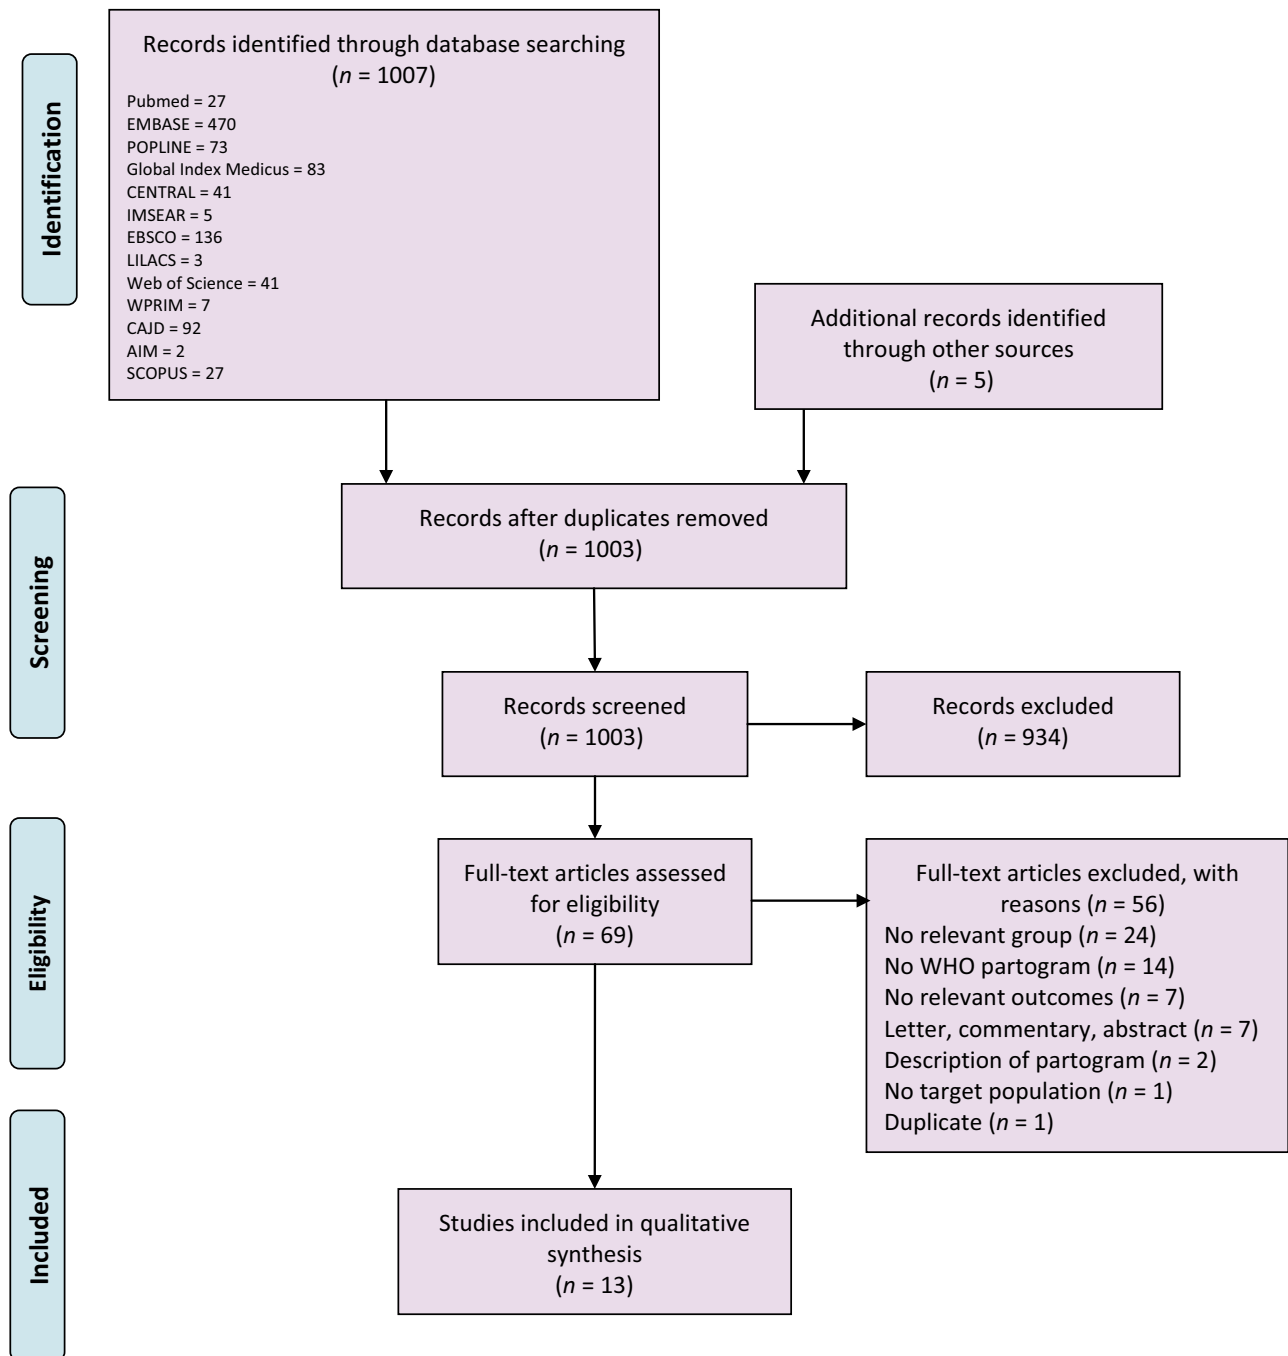 Identification
Records identified through database searching
(n = 1007)
Pubmed = 27
EMBASE = 470
POPLINE = 73
Global Index Medicus = 83
CENTRAL = 41
IMSEAR = 5
EBSCO = 136
LILACS = 3
Web of Science = 41
WPRIM = 7
CAJD = 92
AIM = 2
SCOPUS = 27
Additional records identified
through other sources
(n = 5)
Screening
Records after duplicates removed
(n = 1003)
Records screened
(n = 1003)
Records excluded
(n = 934)
Eligibility
Full-text articles assessed
for eligibility
(n = 69)
Full-text articles excluded, with
reasons (n = 56)
No relevant group (n = 24)
No WHO partogram (n = 14)
No relevant outcomes (n = 7)
Letter, commentary, abstract (n = 7)
Description of partogram (n = 2)
No target population (n = 1)
Duplicate (n = 1)
Included
Studies included in qualitative
synthesis
(n = 13)